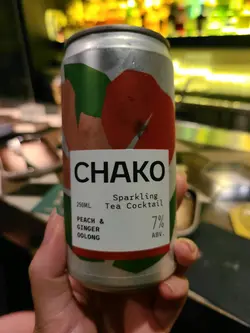 CHAKO
Sparkling
Tea Cocktail
250ML
PEACH &
GINGER
OOLONG
7%
ABV.